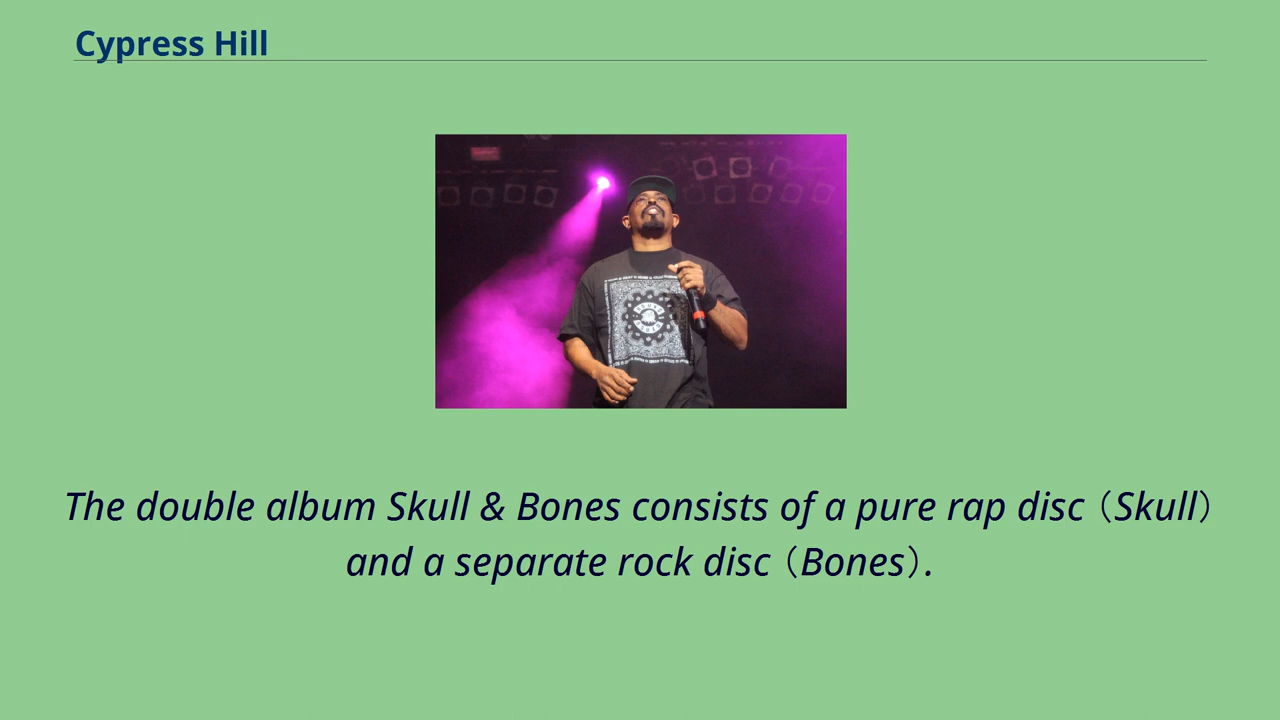 Cypress Hill
The double album Skull & Bones consists of a pure rap disc（Skull）
and a separate rock disc（Bones）.